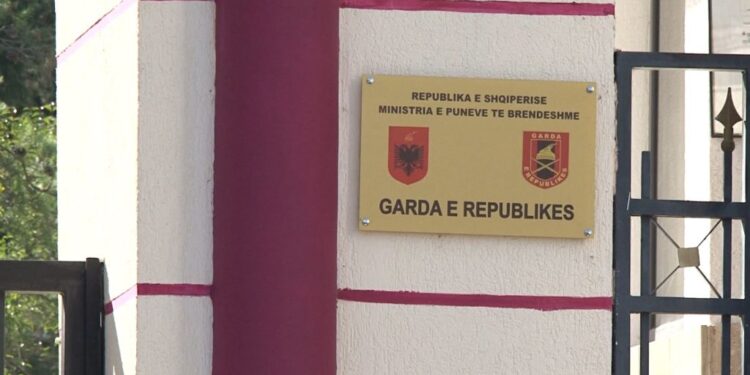 REPUBLIKA E SHQIPERISE
MINISTRIA E PUNEVE TE BRENDESHME
GARDA
E REPUBLIKES
GARDA E REPUBLIKES